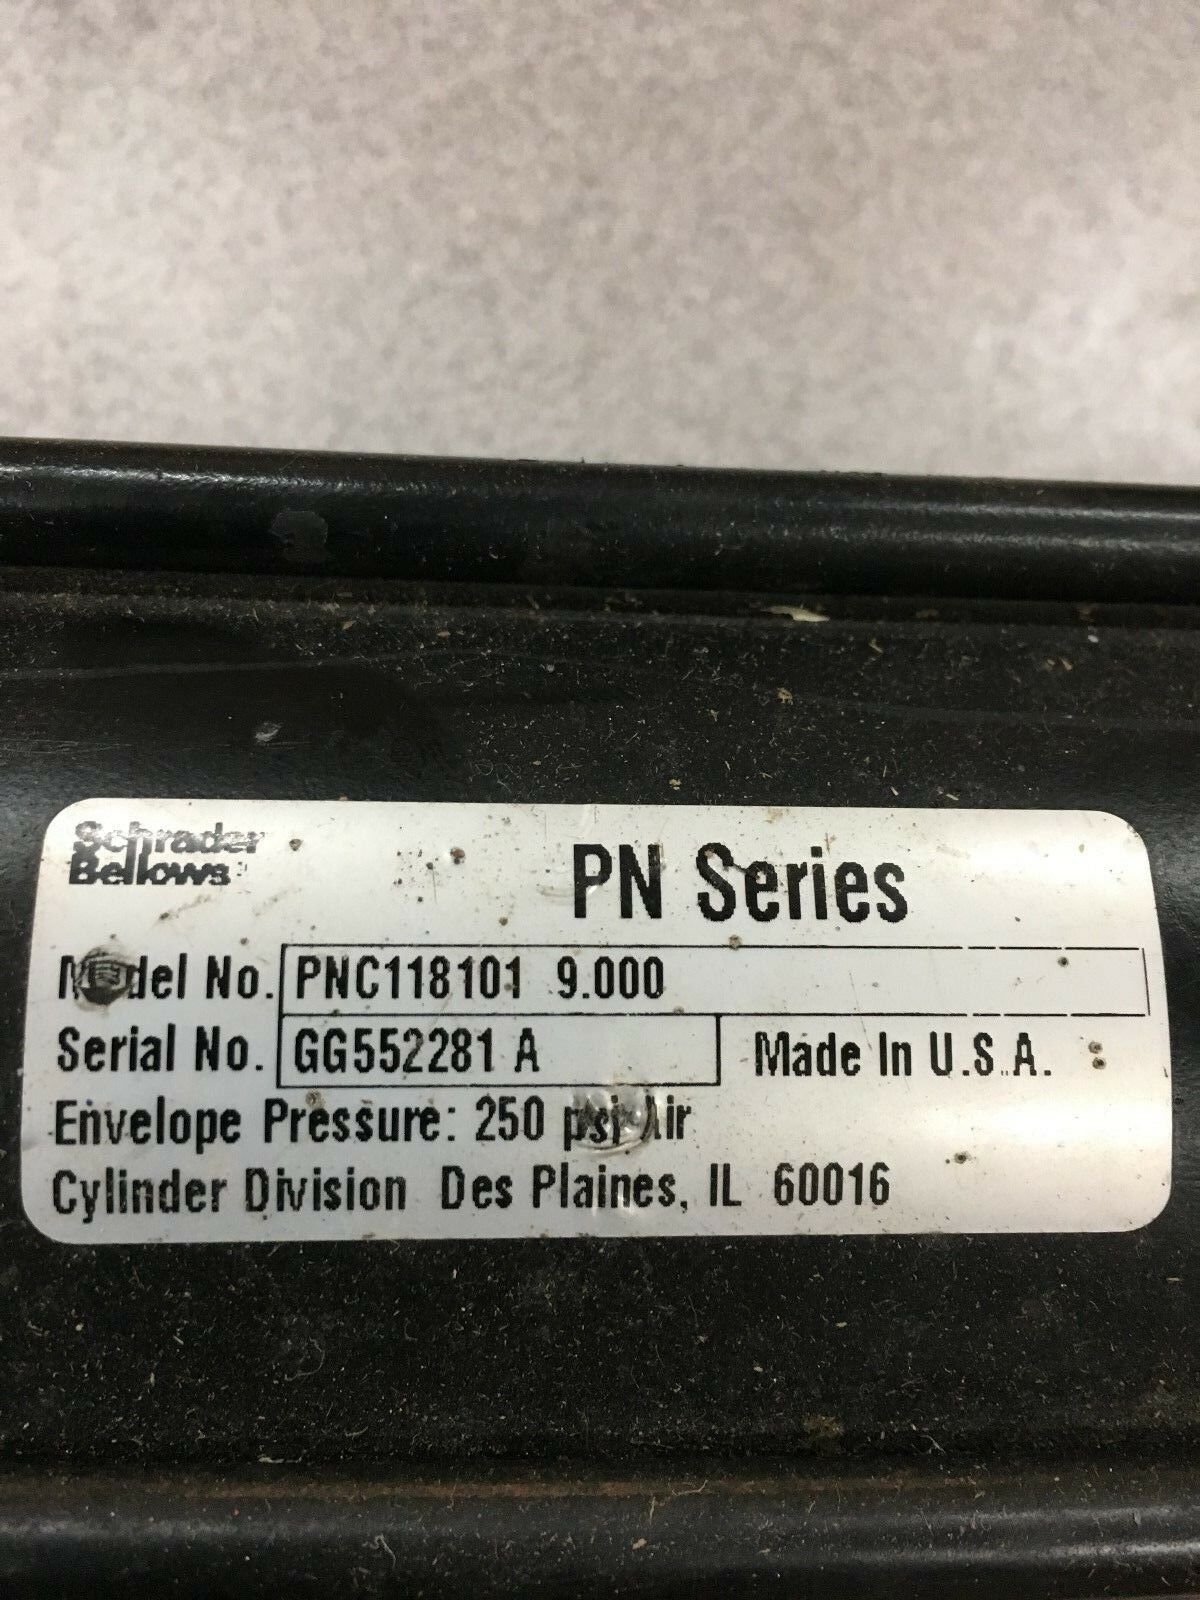 Schrader
Bellows
PN Series
Model No. PNC118101 9.000
Serial No. GG552281 A Made In U.S.A.
Envelope Pressure: 250 psi Air
Cylinder Division Des Plaines, IL 60016